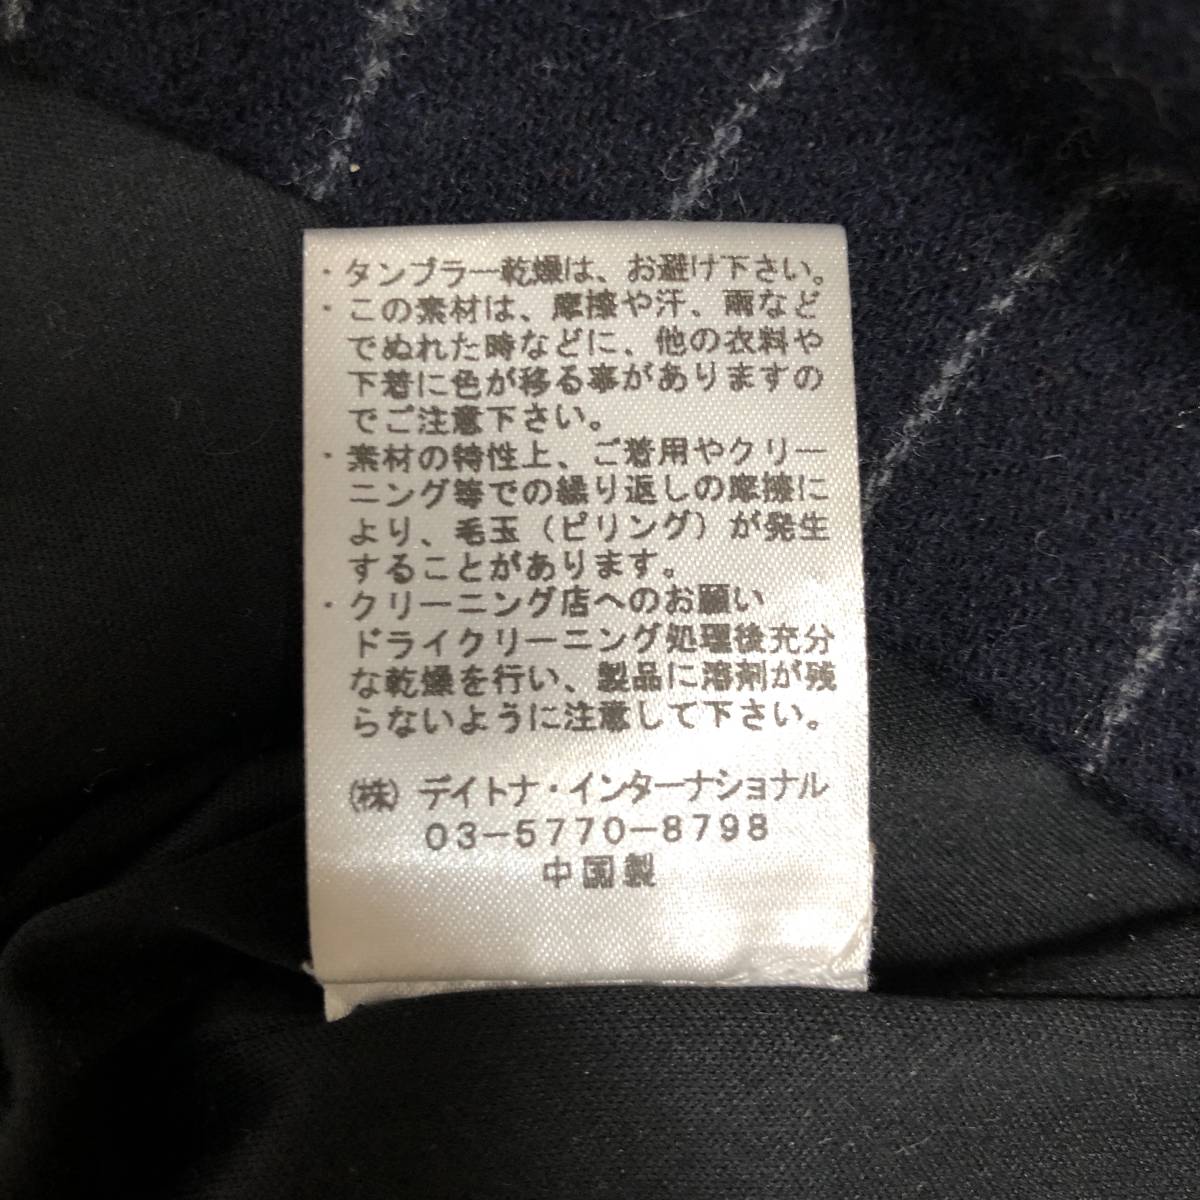 ・タンブラー乾燥は、お避け下さい。
・この素材は、摩擦や汗、雨など
でぬれた時などに、他の衣料や
下着に色が移る事がありますの
でご注意下さい。
・素材の特性上、ご着用やクリー
ニング等での繰り返しの摩擦に
より、毛玉（ピリング）が発生
することがあります。
・クリーニング店へのお願い
ドライクリーニング処理後充分
な乾燥を行い、製品に溶剤が残
らないように注意して下さい。
（株）デイトナ・インターナショナル
03-5770-8798
中国製